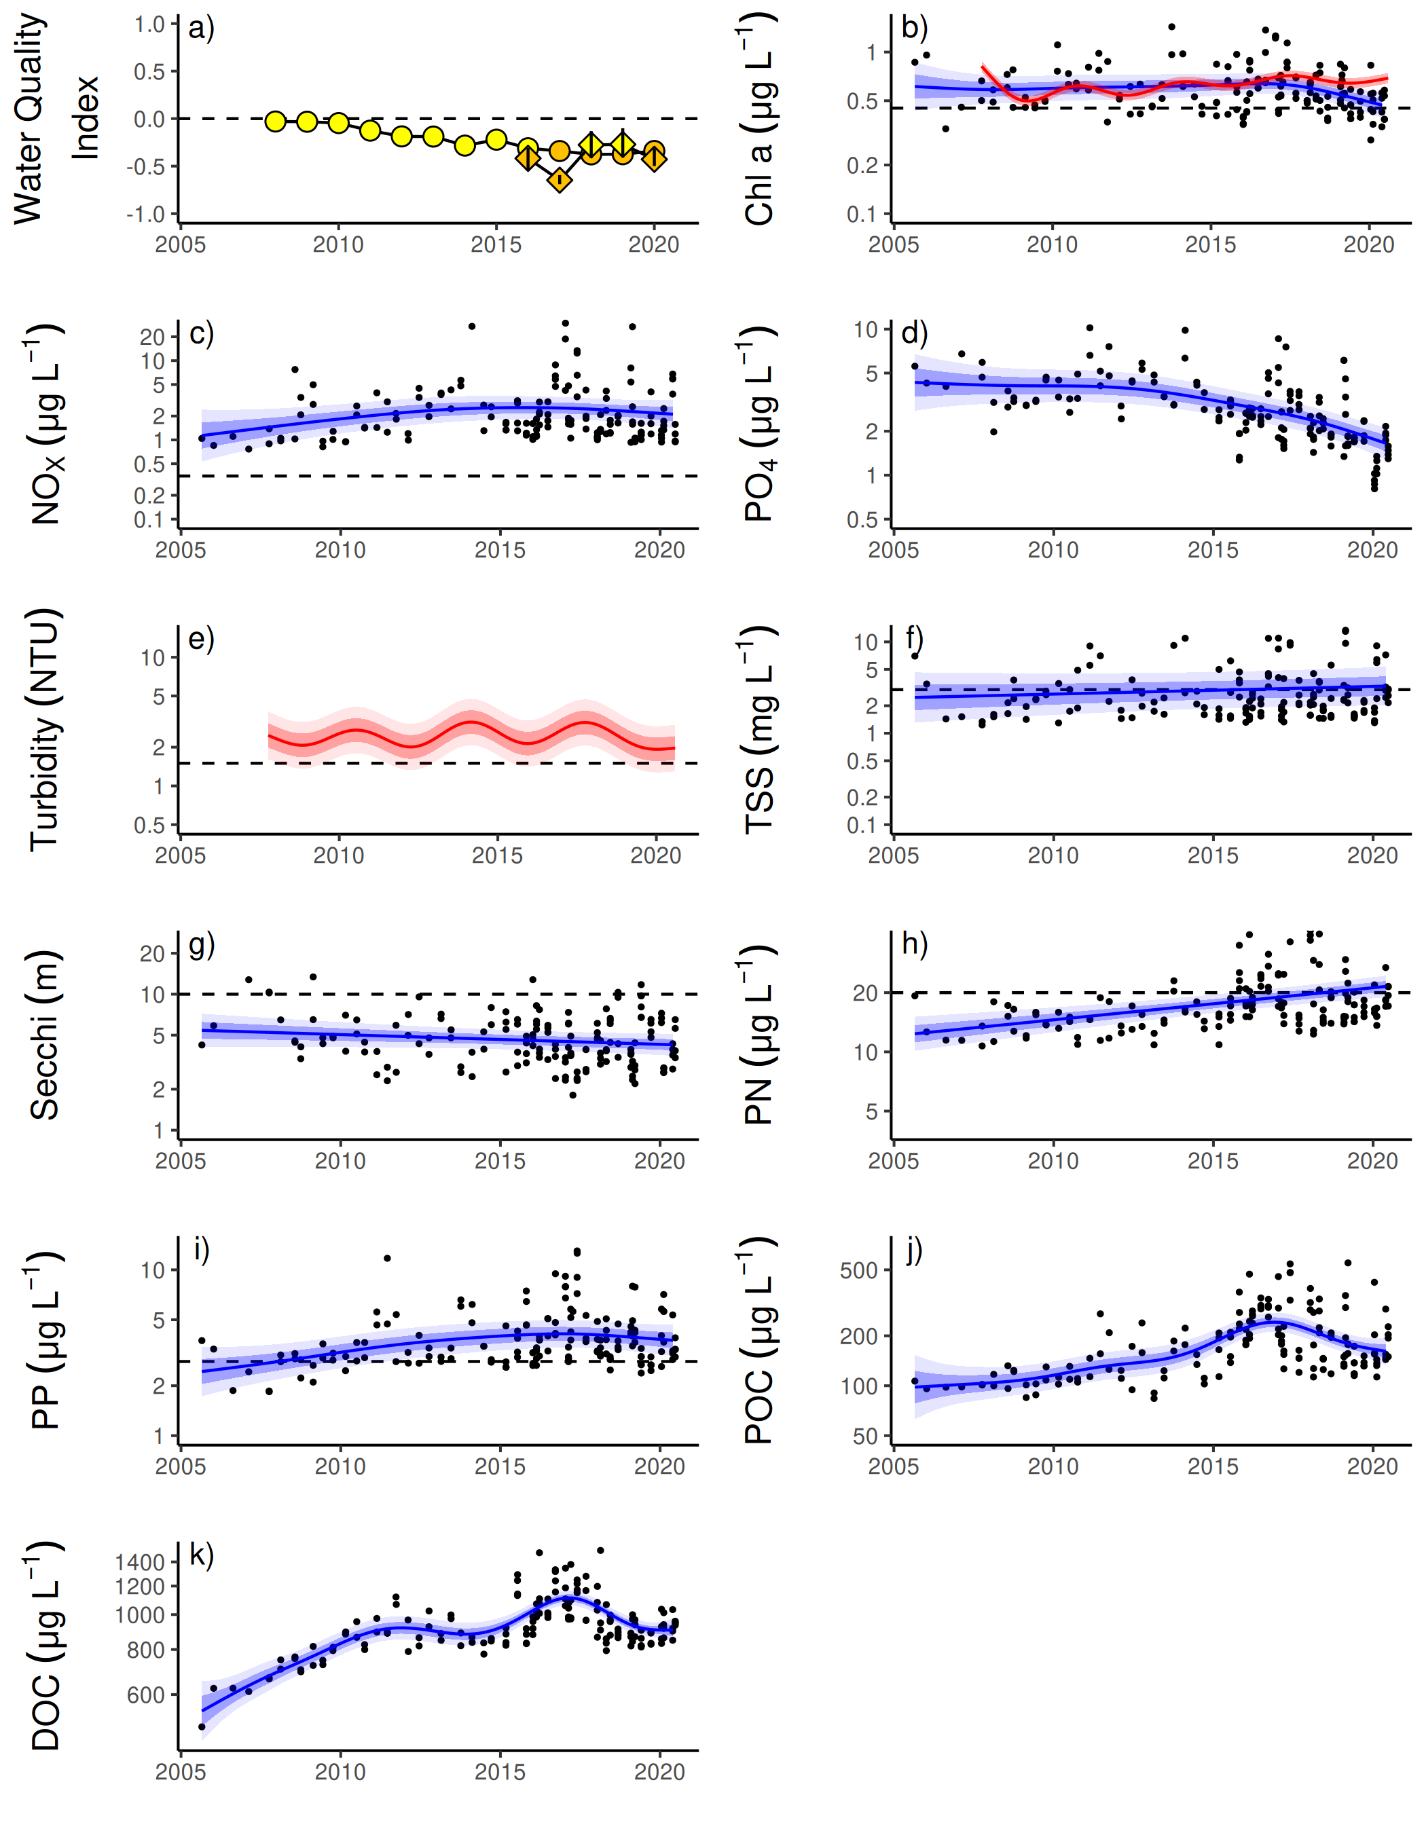 Water Quality
Index
a)
1.0
0.5
0.0
-0.5
-1.0
2005 2010 2015 2020
Chl a (µg L⁻¹)
b)
1
0.5
0.2
0.1
2005 2010 2015 2020
NOₓ (µg L⁻¹)
c)
20
10
5
2
1
0.5
0.2
0.1
2005 2010 2015 2020
PO₄ (µg L⁻¹)
d)
10
5
2
1
0.5
2005 2010 2015 2020
Turbidity (NTU)
e)
10
5
2
1
0.5
2005 2010 2015 2020
TSS (mg L⁻¹)
f)
10
5
2
1
0.5
0.2
0.1
2005 2010 2015 2020
Secchi (m)
g)
20
10
5
2
1
2005 2010 2015 2020
PN (µg L⁻¹)
h)
20
10
5
2005 2010 2015 2020
PP (µg L⁻¹)
i)
10
5
2
1
2005 2010 2015 2020
POC (µg L⁻¹)
j)
500
200
100
50
2005 2010 2015 2020
DOC (µg L⁻¹)
k)
1400
1200
1000
800
600
2005 2010 2015 2020